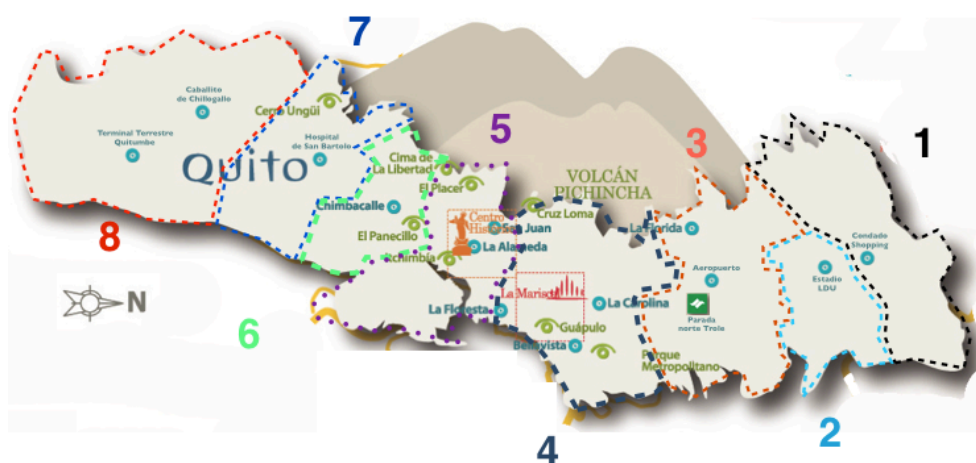 7
1
5
3
Caballito
de Chillogallo
Cerro Ungüi
Terminal Terrestre
Quitumbe
Hospital
de San Bartolo
Quito
Cima de
La Libertad
El Placer
VOLCÁN
PICHINCHA
Cruz Loma
Chimbacalle
El Panecillo
Centro
San Juan
La Alameda
La Florida
Condado
Shopping
8
Itchimbía
Aeropuerto
Estadio
LDU
N
La Floresta
La Marisc
La Carolina
Parada
norte Trole
Guápulo
Bellavista
Parque
Metropolitano
6
2
4